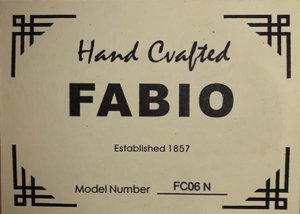 Hand Cvafted
FABIO
Established 1857
Model Number FC06 N